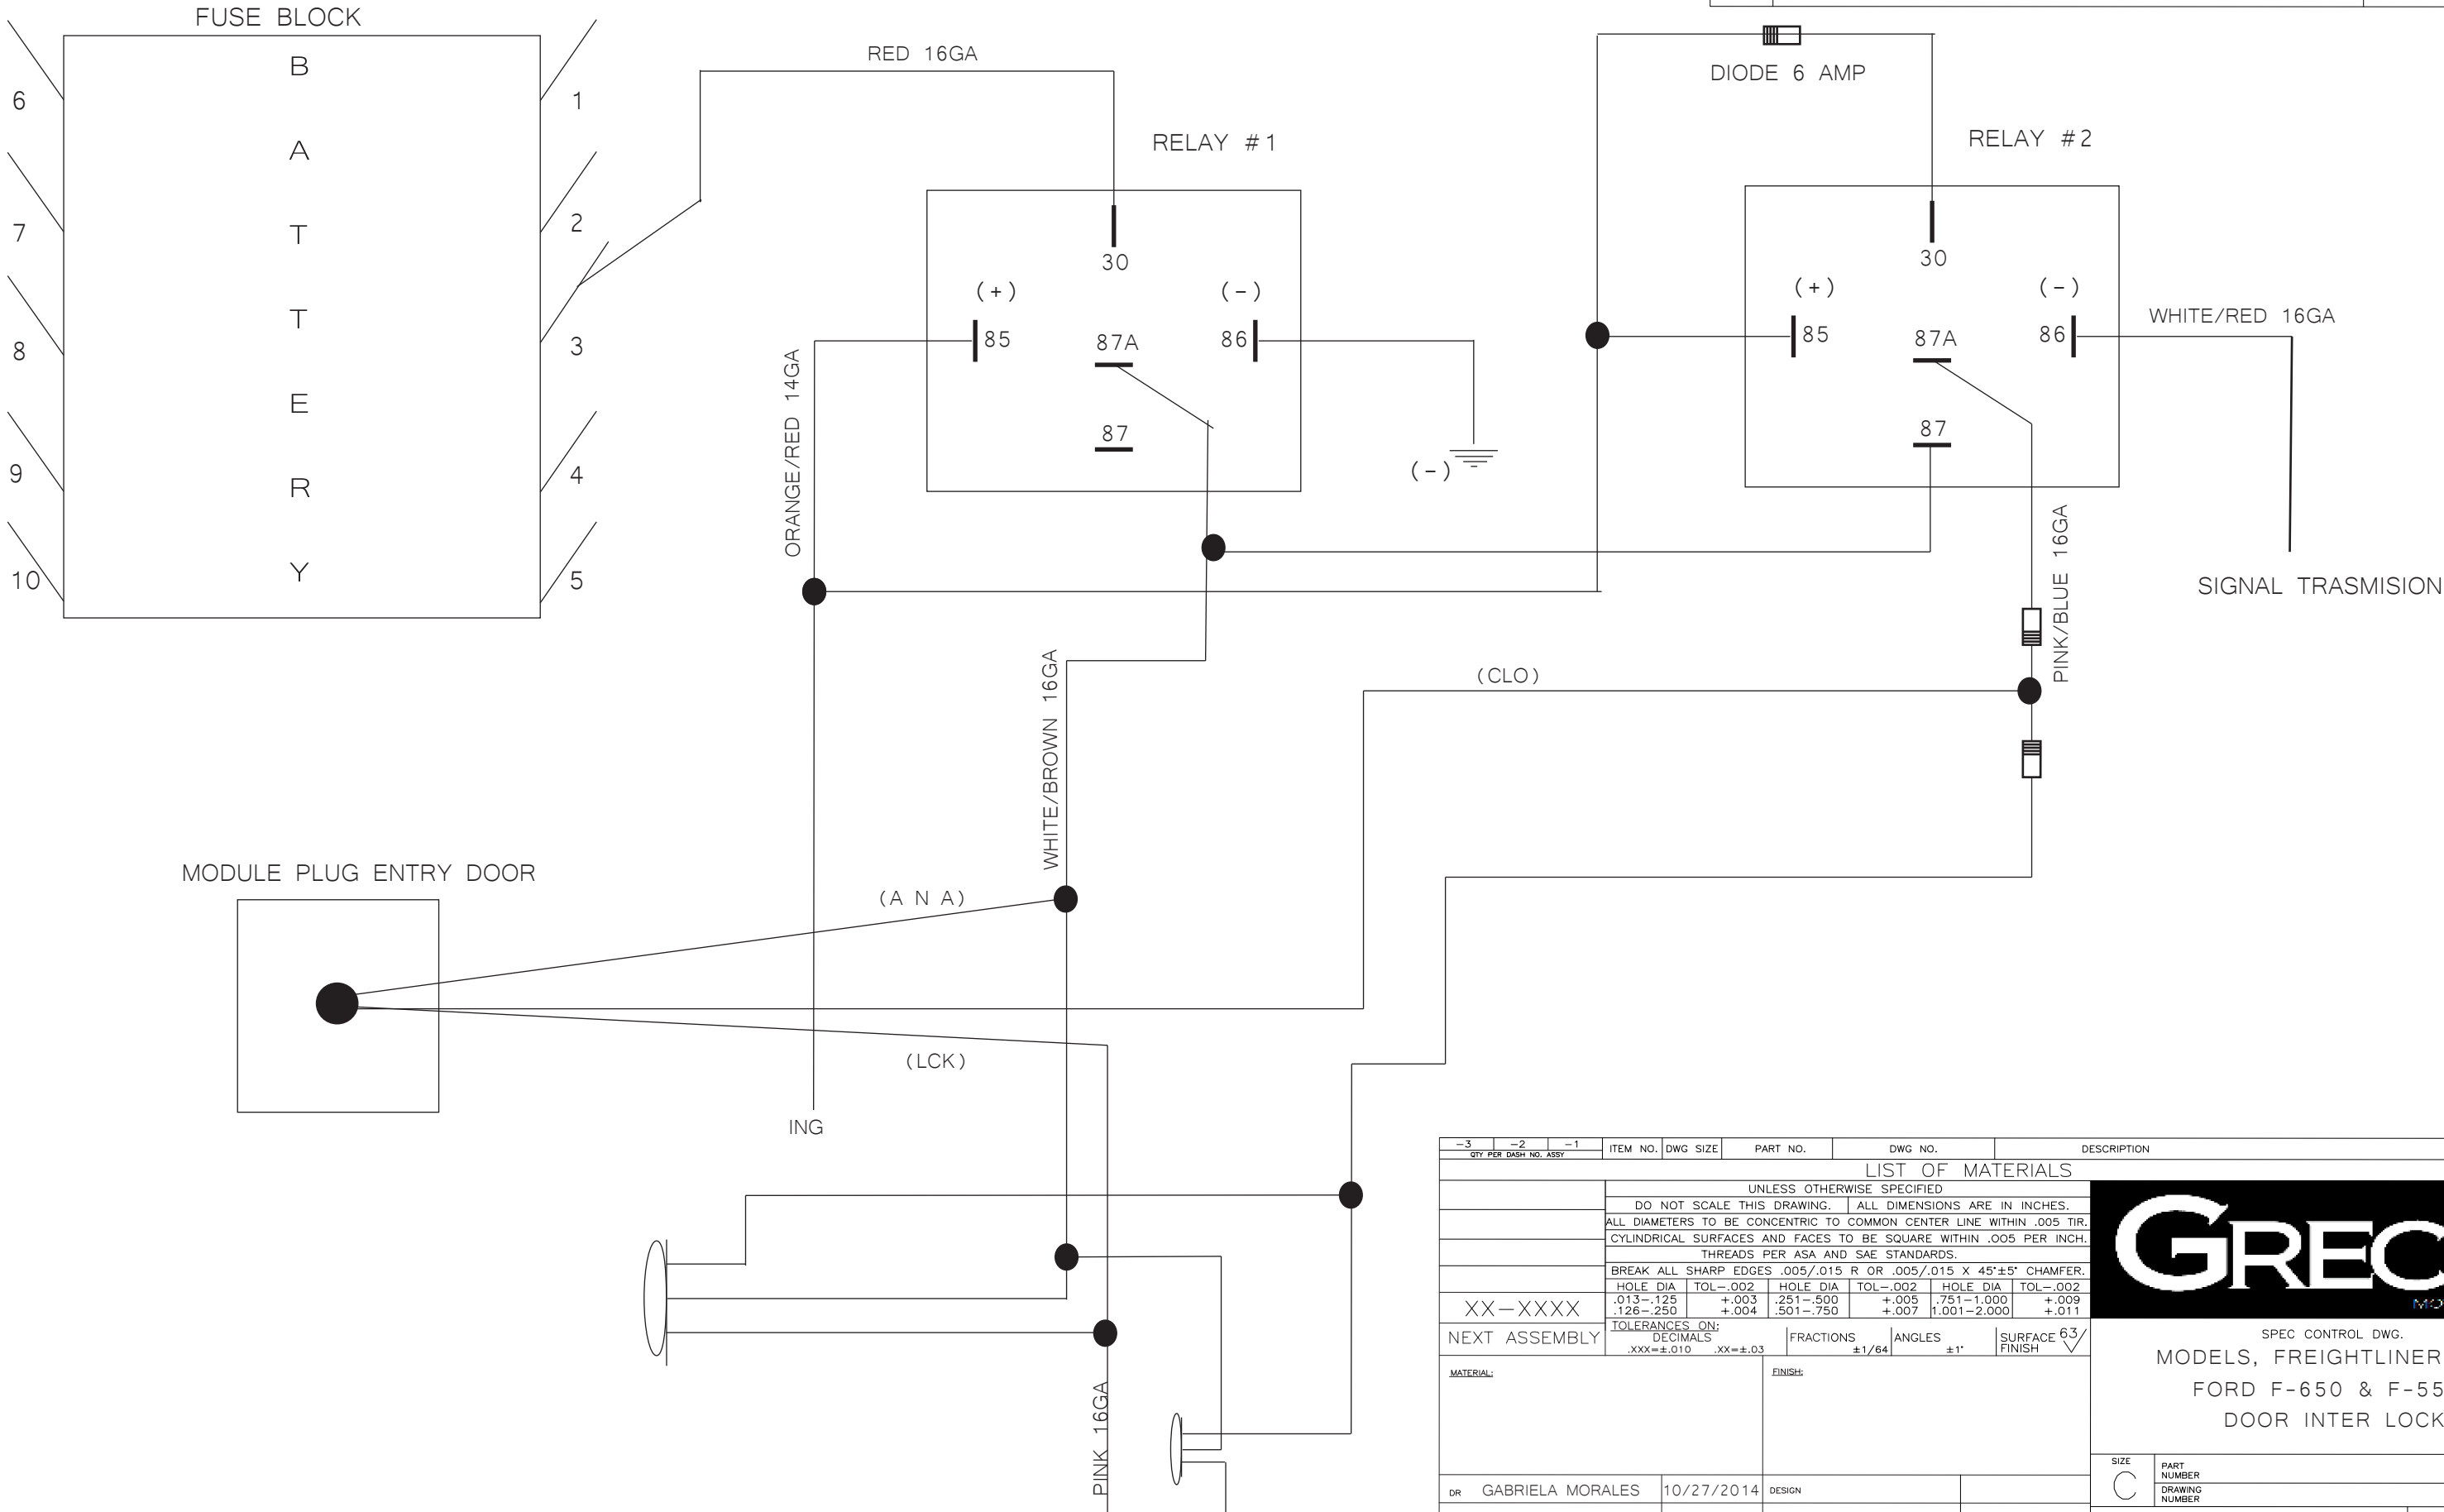 FUSE BLOCK
B
A
T
T
E
R
Y
6
7
8
9
10
1
2
3
4
5
RED 16GA
RELAY #1
30
(+)
(-)
85
87A
86
87
(-)
ORANGE/RED 14GA
DIODE 6 AMP
RELAY #2
30
(+)
(-)
85
87A
86
87
WHITE/RED 16GA
SIGNAL TRASMISION
PINK/BLUE 16GA
(CLO)
WHITE/BROWN 16GA
MODULE PLUG ENTRY DOOR
(A N A)
(LCK)
ING
PINK 16GA
-3 -2 -1
QTY PER DASH NO. ASSY
ITEM NO. DWG SIZE PART NO. DWG NO. DESCRIPTION
LIST OF MATERIALS
UNLESS OTHERWISE SPECIFIED
DO NOT SCALE THIS DRAWING. ALL DIMENSIONS ARE IN INCHES.
ALL DIAMETERS TO BE CONCENTRIC TO COMMON CENTER LINE WITHIN .005 TIR.
CYLINDRICAL SURFACES AND FACES TO BE SQUARE WITHIN .005 PER INCH.
THREADS PER ASA AND SAE STANDARDS.
BREAK ALL SHARP EDGES .005/.015 R OR .005/.015 X 45°±5° CHAMFER.
HOLE DIA TOL-.002 HOLE DIA TOL-.002 HOLE DIA TOL-.002
.013-.125 +.003 .251-.500 +.005 .751-1.000 +.009
.126-.250 +.004 .501-.750 +.007 1.001-2.000 +.011
XX-XXXX
NEXT ASSEMBLY
TOLERANCES ON:
DECIMALS
.XXX=±.010 .XX=±.03
FRACTIONS
±1/64
ANGLES
±1°
SURFACE 63/
FINISH
MATERIAL:
FINISH:
DR GABRIELA MORALES 10/27/2014 DESIGN
GREC
MO
SPEC CONTROL DWG.
MODELS, FREIGHTLINER
FORD F-650 & F-55
DOOR INTER LOCK
SIZE
C
PART
NUMBER
DRAWING
NUMBER